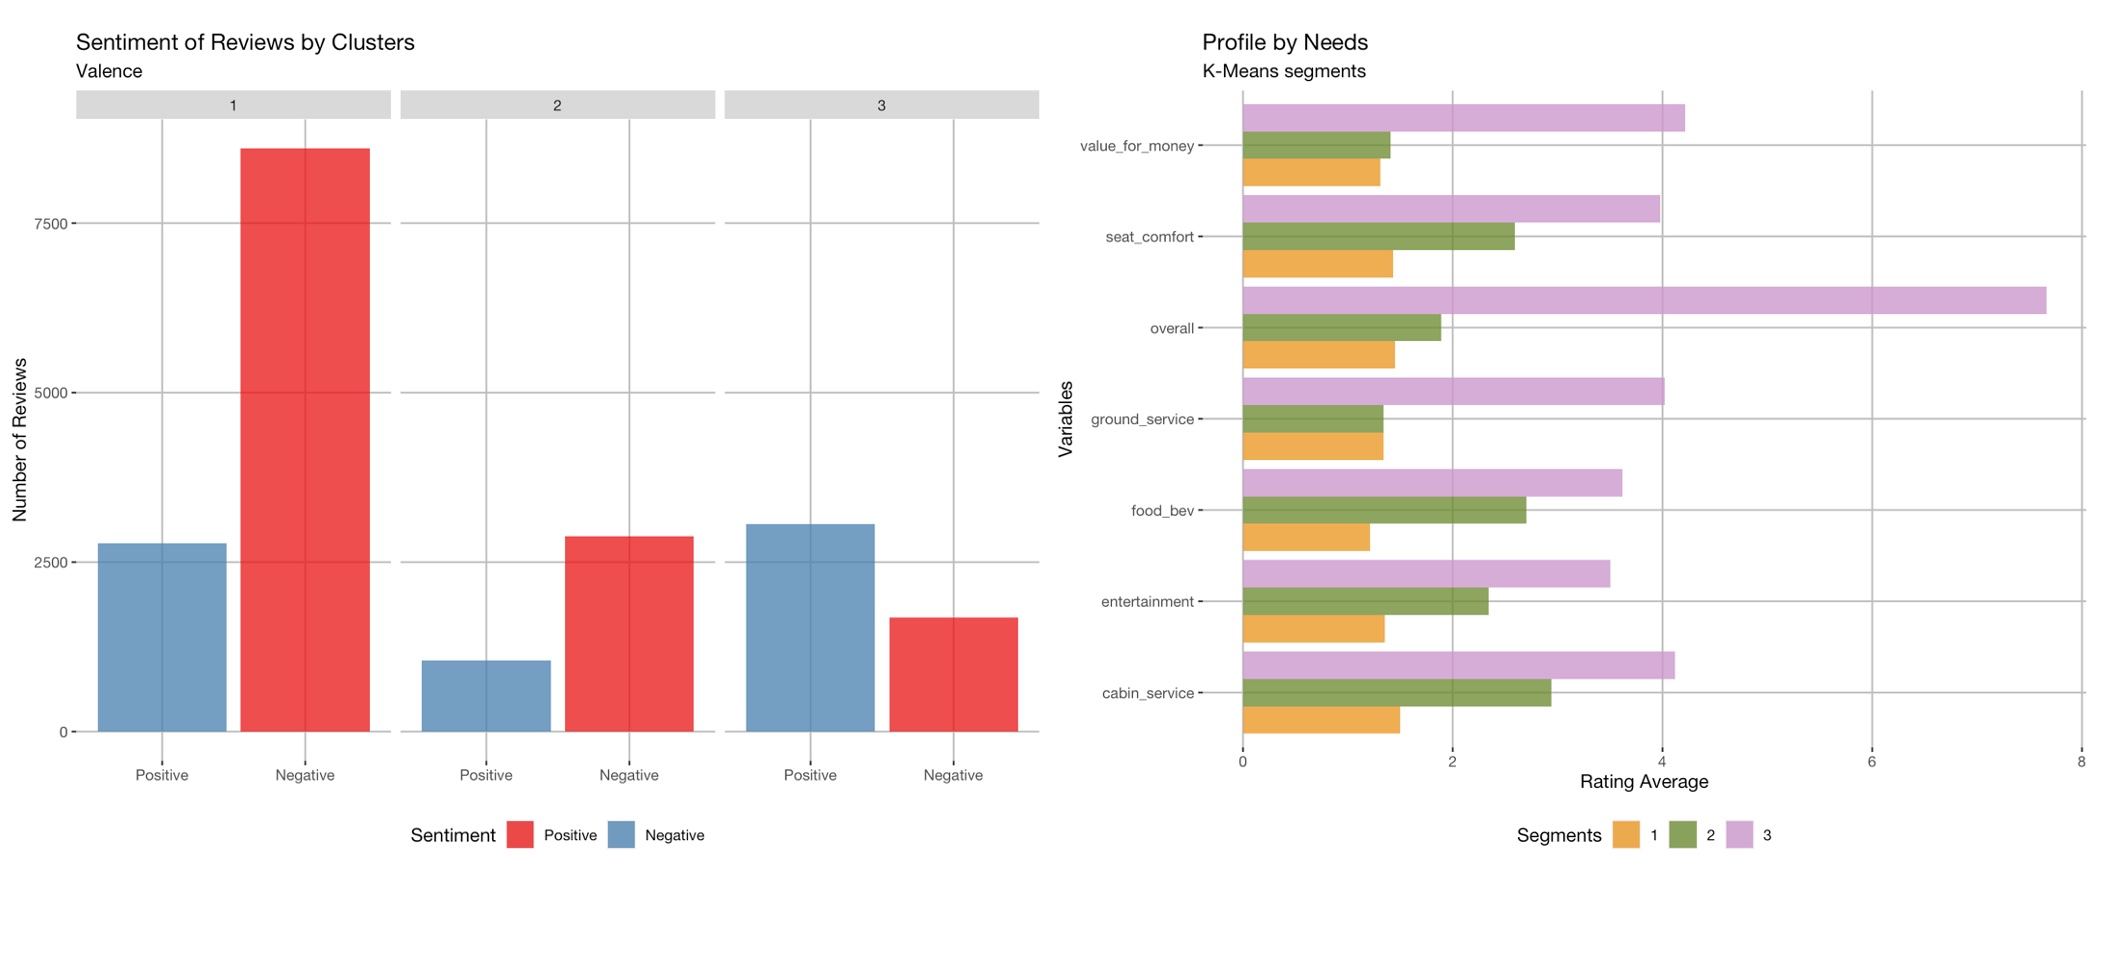 Sentiment of Reviews by Clusters
Valence
1 2 3
Number of Reviews
7500
5000
2500
0
Positive Negative Positive Negative Positive Negative
Sentiment Positive Negative
Profile by Needs
K-Means segments
Variables
value_for_money
seat_comfort
overall
ground_service
food_bev
entertainment
cabin_service
0 2 4 6 8
Rating Average
Segments 1 2 3